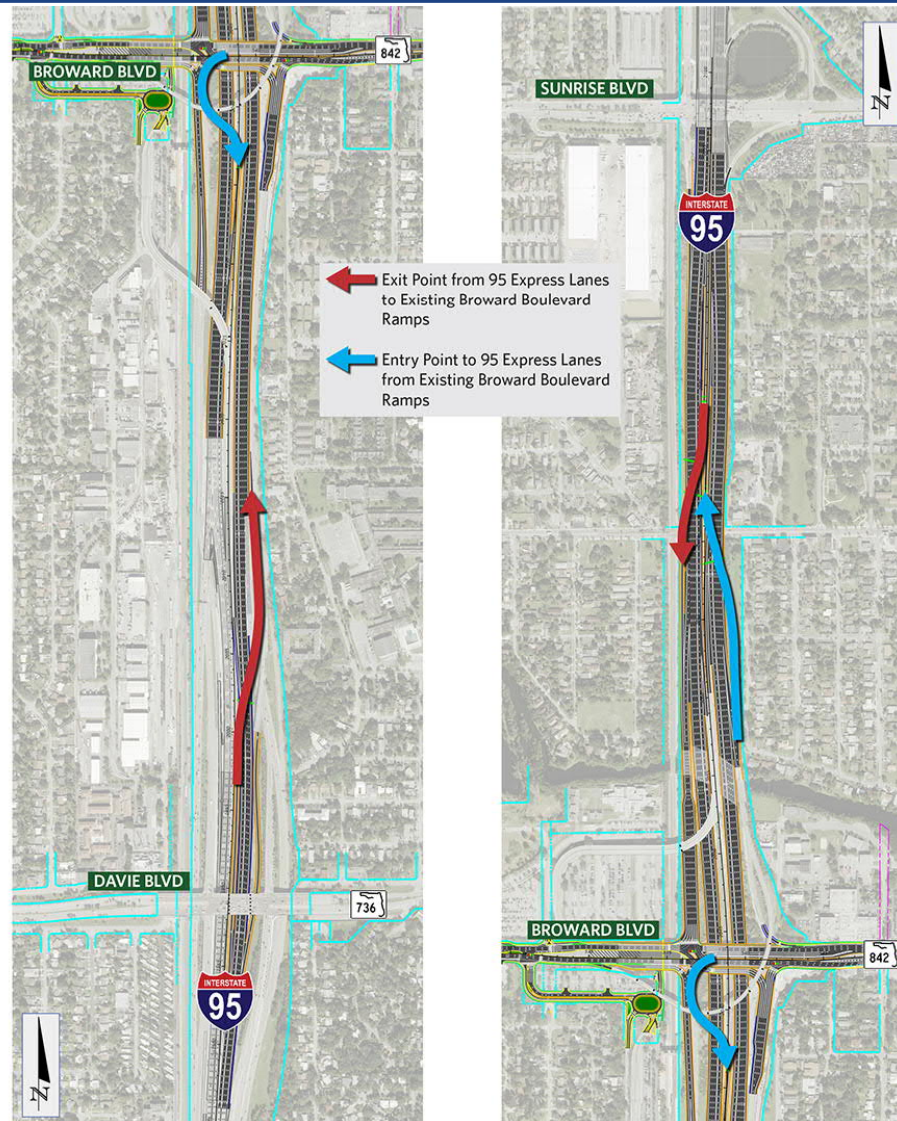 842
BROWARD BLVD
SUNRISE BLVD
N
INTERSTATE
95
Exit Point from 95 Express Lanes
to Existing Broward Boulevard
Ramps
Entry Point to 95 Express Lanes
from Existing Broward Boulevard
Ramps
DAVIE BLVD
736
BROWARD BLVD
842
INTERSTATE
95
N